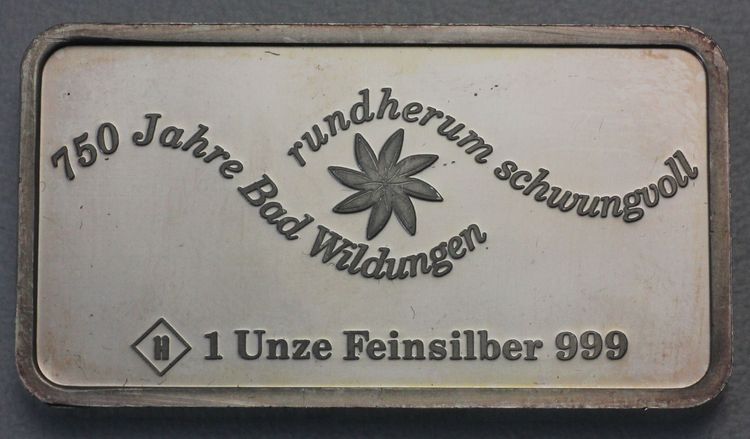 750 Jahre Bad Wildungen
rundherum schwungvoll
H 1 Unze Feinsilber 999